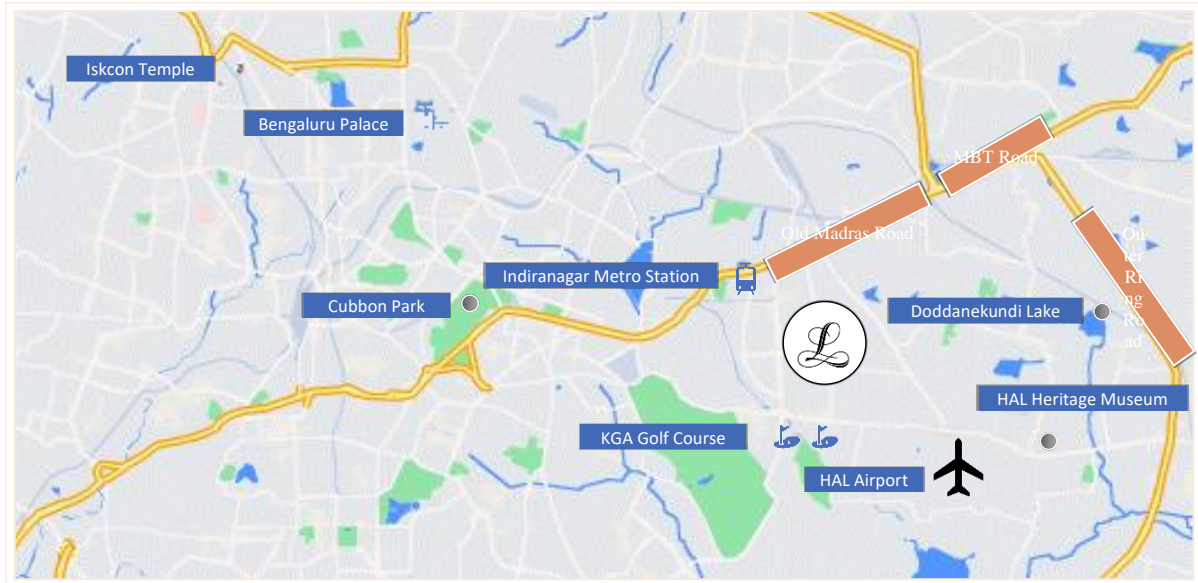 Iskcon Temple
Bengaluru Palace
MBT Road
Old Madras Road
Ou
ter
Ri
ng
Ro
ad
Indiranagar Metro Station
Cubbon Park
Doddanekundi Lake
L
HAL Heritage Museum
KGA Golf Course
HAL Airport